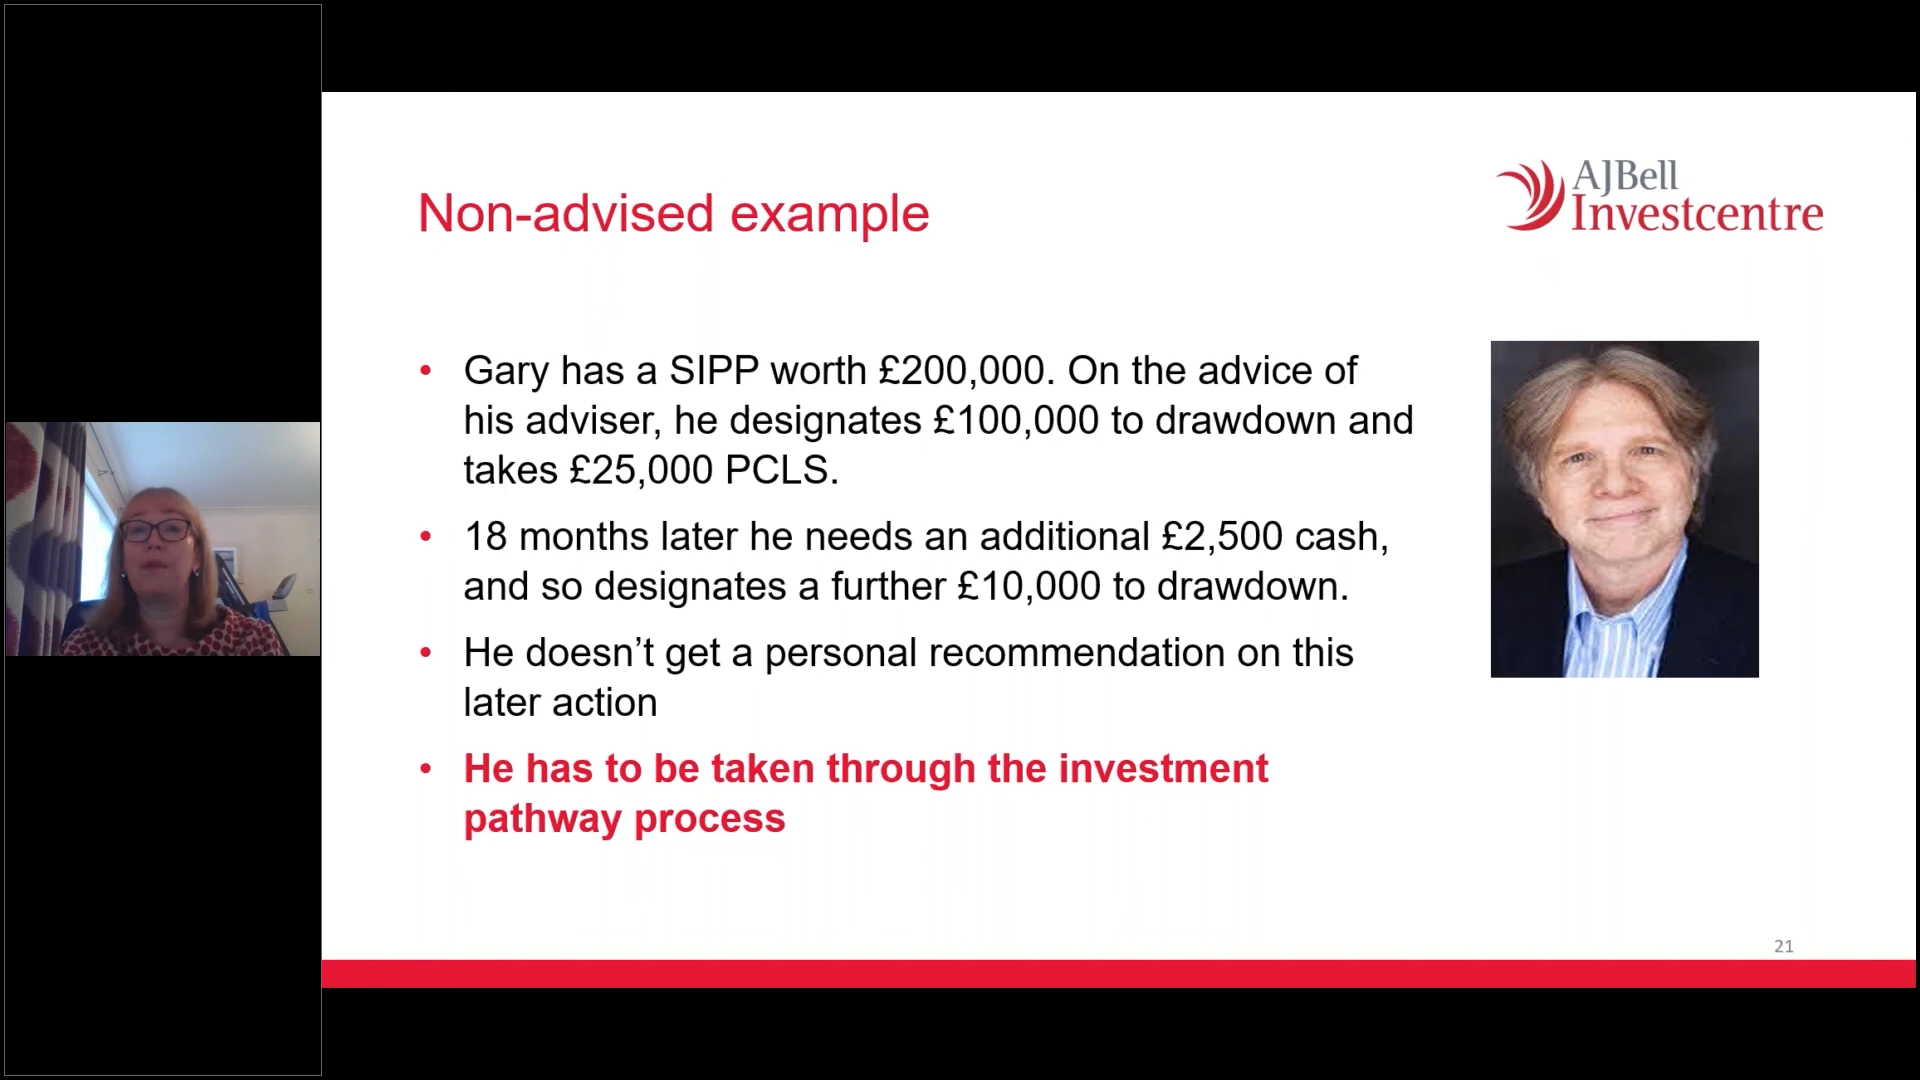 AJBell
Investcentre
Non-advised example
• Gary has a SIPP worth £200,000. On the advice of
his adviser, he designates £100,000 to drawdown and
takes £25,000 PCLS.
• 18 months later he needs an additional £2,500 cash,
and so designates a further £10,000 to drawdown.
• He doesn’t get a personal recommendation on this
later action
• He has to be taken through the investment
pathway process
21